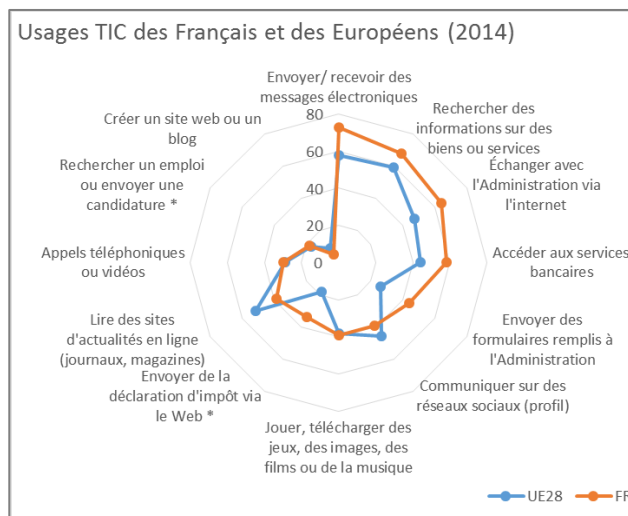 Usages TIC des Français et des Européens (2014)
Envoyer/ recevoir des
messages électroniques
Rechercher des
informations sur des
biens ou services
Échanger avec
l'Administration via
l'internet
Accéder aux services
bancaires
Envoyer des
formulaires remplis à
l'Administration
Communiquer sur des
réseaux sociaux (profil)
Jouer, télécharger des
jeux, des images, des
films ou de la musique
Envoyer de la
déclaration d'impôt via
le Web *
Lire des sites
d'actualités en ligne
(journaux, magazines)
Appels téléphoniques
ou vidéos
Rechercher un emploi
ou envoyer une
candidature *
Créer un site web ou un
blog
80
60
40
20
0
UE28
FR